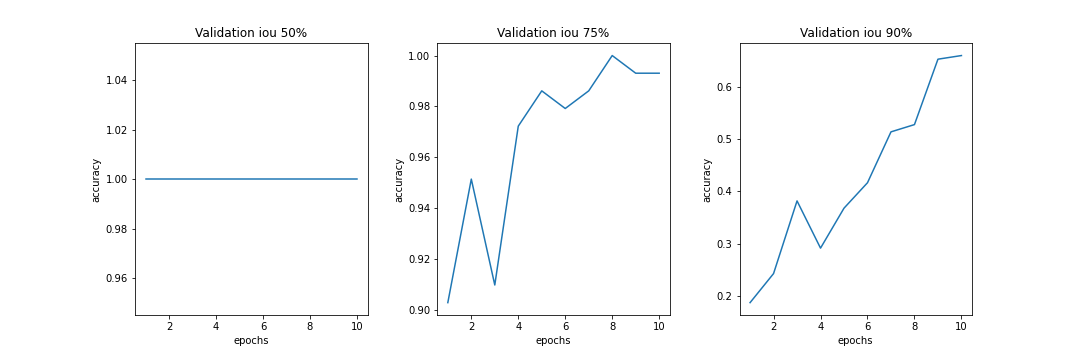 Validation iou 50%
accuracy
1.04
1.02
1.00
0.98
0.96
2 4 6 8 10
epochs
Validation iou 75%
accuracy
1.00
0.98
0.96
0.94
0.92
0.90
2 4 6 8 10
epochs
Validation iou 90%
accuracy
0.6
0.5
0.4
0.3
0.2
2 4 6 8 10
epochs